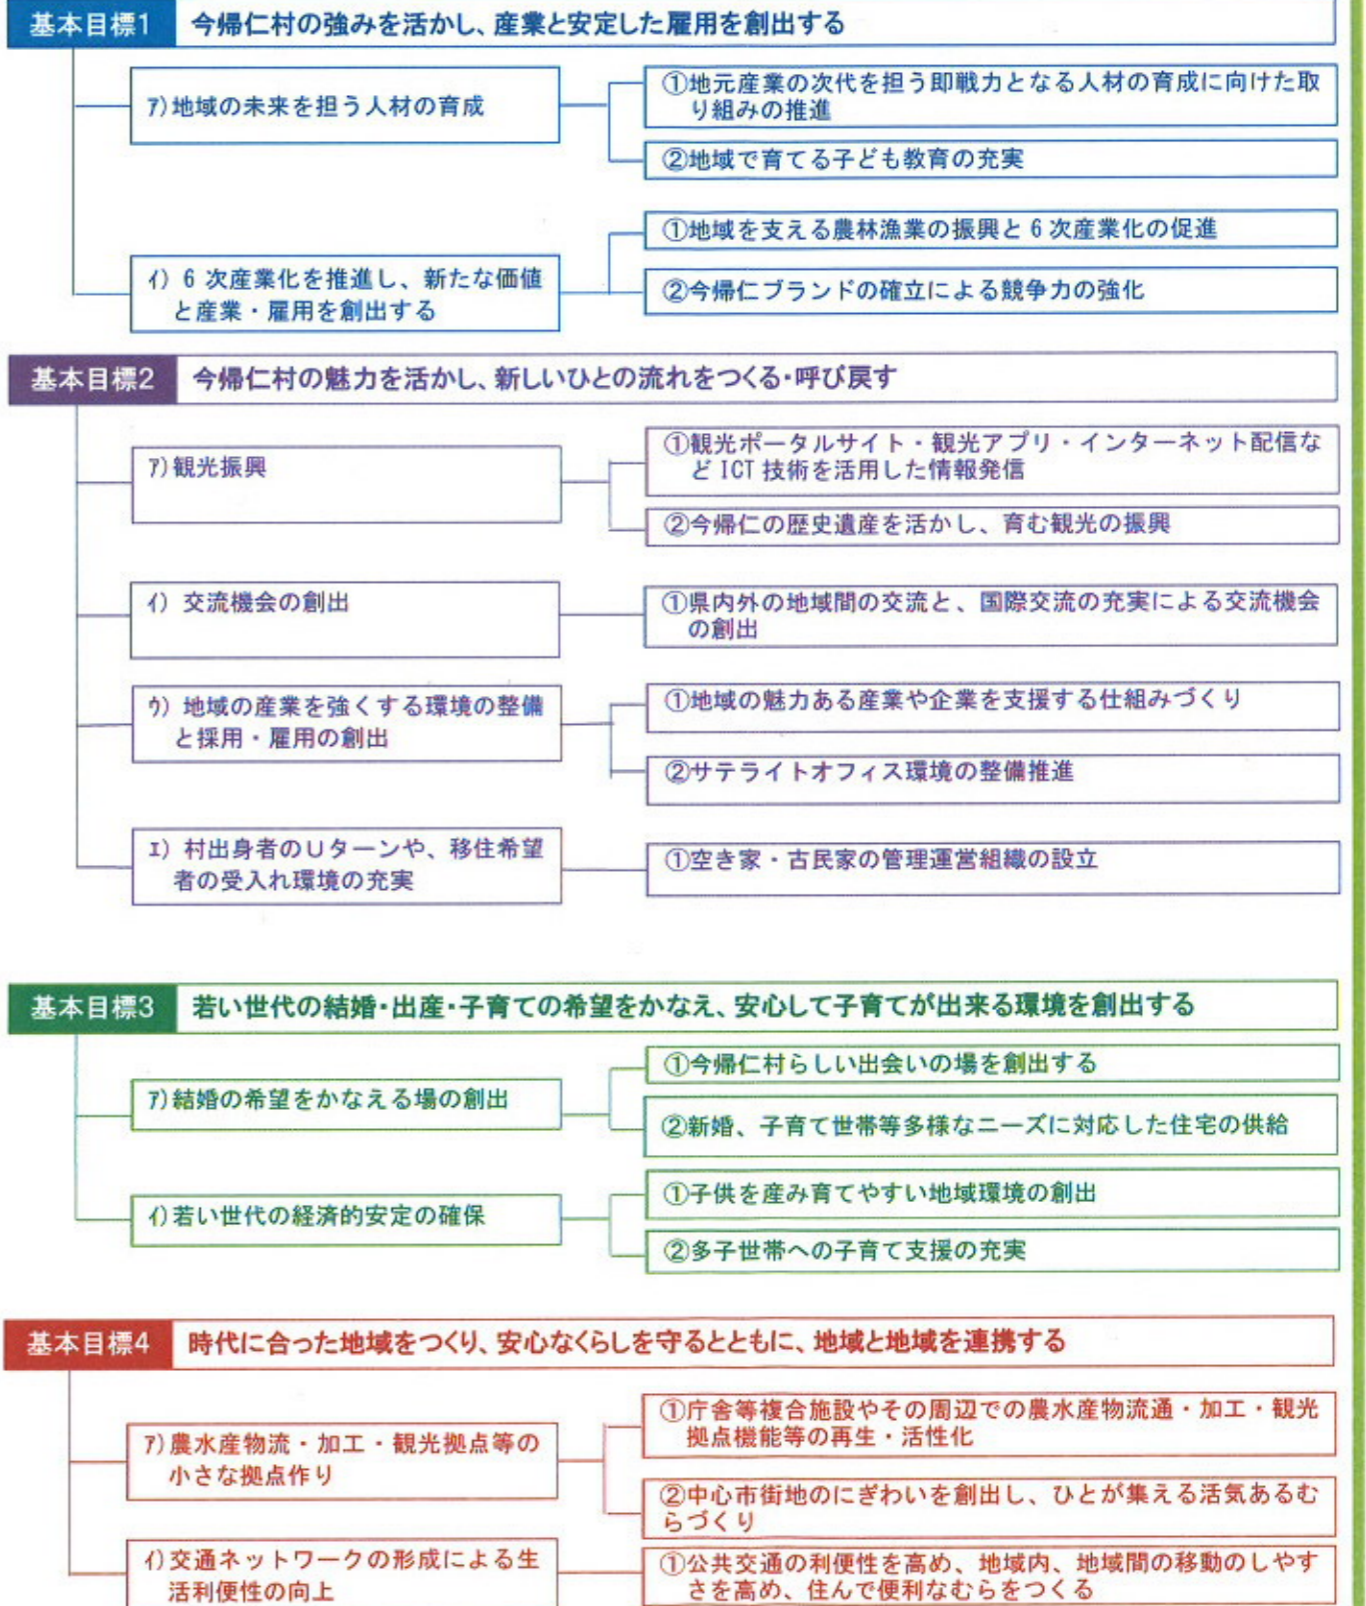 基本目標1 今帰仁村の強みを活かし、産業と安定した雇用を創出する
ｱ)地域の未来を担う人材の育成
①地元産業の次代を担う即戦力となる人材の育成に向けた取
り組みの推進
②地域で育てる子ども教育の充実
ｲ) 6 次産業化を推進し、新たな価値
と産業・雇用を創出する
①地域を支える農林漁業の振興と 6 次産業化の促進
②今帰仁ブランドの確立による競争力の強化
基本目標2 今帰仁村の魅力を活かし、新しいひとの流れをつくる・呼び戻す
ｱ)観光振興
①観光ポータルサイト・観光アプリ・インターネット配信な
ど ICT 技術を活用した情報発信
②今帰仁の歴史遺産を活かし、育む観光の振興
ｲ) 交流機会の創出
①県内外の地域間の交流と、国際交流の充実による交流機会
の創出
ｳ) 地域の産業を強くする環境の整備
と採用・雇用の創出
①地域の魅力ある産業や企業を支援する仕組みづくり
②サテライトオフィス環境の整備推進
ｴ) 村出身者のＵターンや、移住希望
者の受入れ環境の充実
①空き家・古民家の管理運営組織の設立
基本目標3 若い世代の結婚・出産・子育ての希望をかなえ、安心して子育てが出来る環境を創出する
ｱ)結婚の希望をかなえる場の創出
①今帰仁村らしい出会いの場を創出する
②新婚、子育て世帯等多様なニーズに対応した住宅の供給
ｲ)若い世代の経済的安定の確保
①子供を産み育てやすい地域環境の創出
②多子世帯への子育て支援の充実
基本目標4 時代に合った地域をつくり、安心なくらしを守るとともに、地域と地域を連携する
ｱ)農水産物流・加工・観光拠点等の
小さな拠点作り
①庁舎等複合施設やその周辺での農水産物流通・加工・観光
拠点機能等の再生・活性化
②中心市街地のにぎわいを創出し、ひとが集える活気あるむ
らづくり
ｲ)交通ネットワークの形成による生
活利便性の向上
①公共交通の利便性を高め、地域内、地域間の移動のしやす
さを高め、住んで便利なむらをつくる